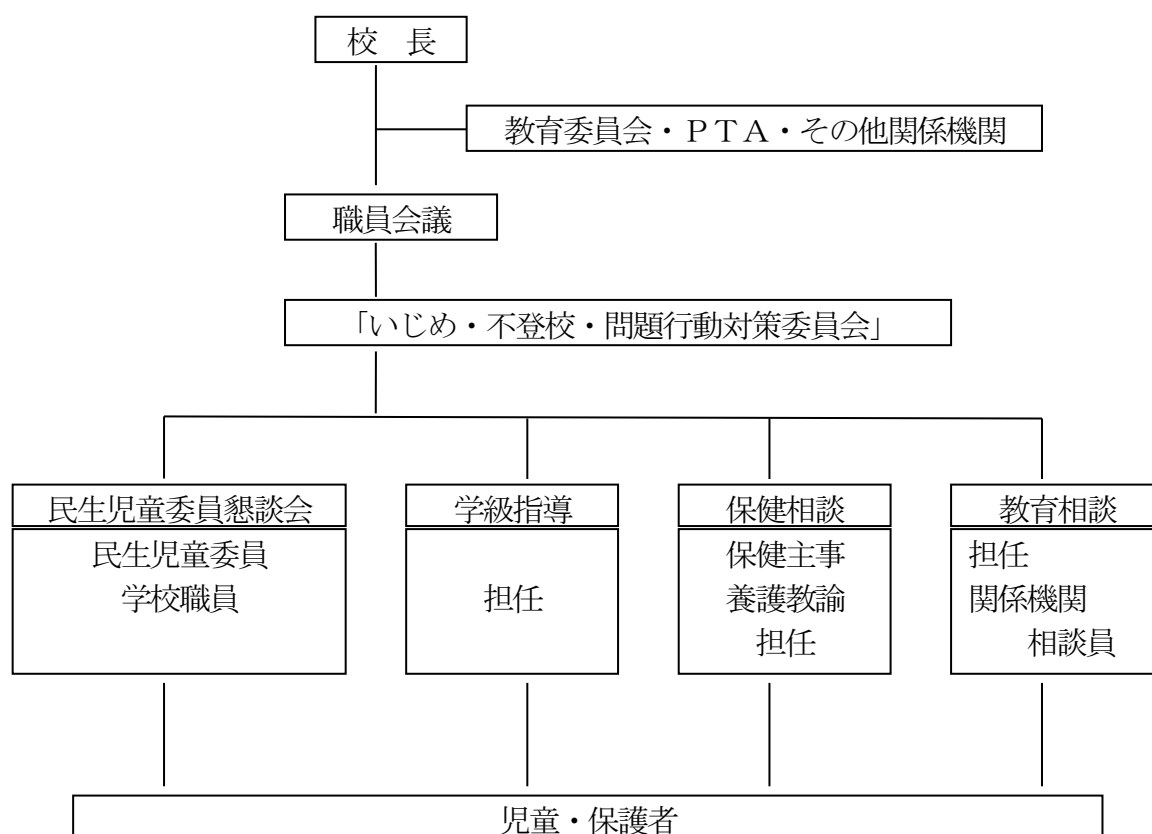 校　長
教育委員会・ＰＴＡ・その他関係機関
職員会議
「いじめ・不登校・問題行動対策委員会」
民生児童委員懇談会
民生児童委員
学校職員
学級指導
担任
保健相談
保健主事
養護教諭
担任
教育相談
担任
関係機関
相談員
児童・保護者